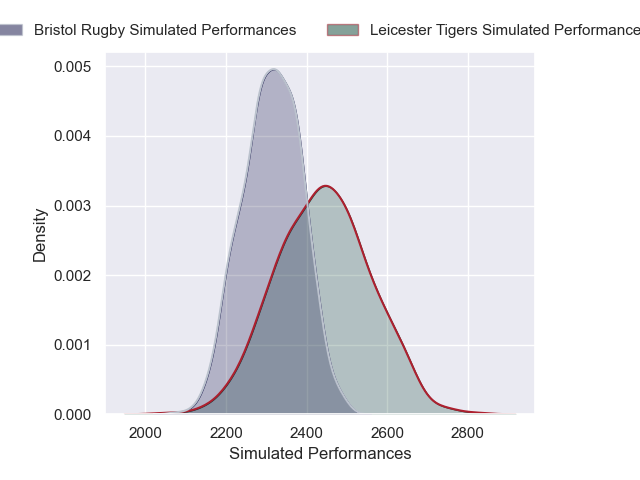 Bristol Rugby Simulated Performances
Leicester Tigers Simulated Performance
0.005
0.004
0.003
0.002
0.001
0.000
Density
2000
2200
2400
2600
2800
Simulated Performances